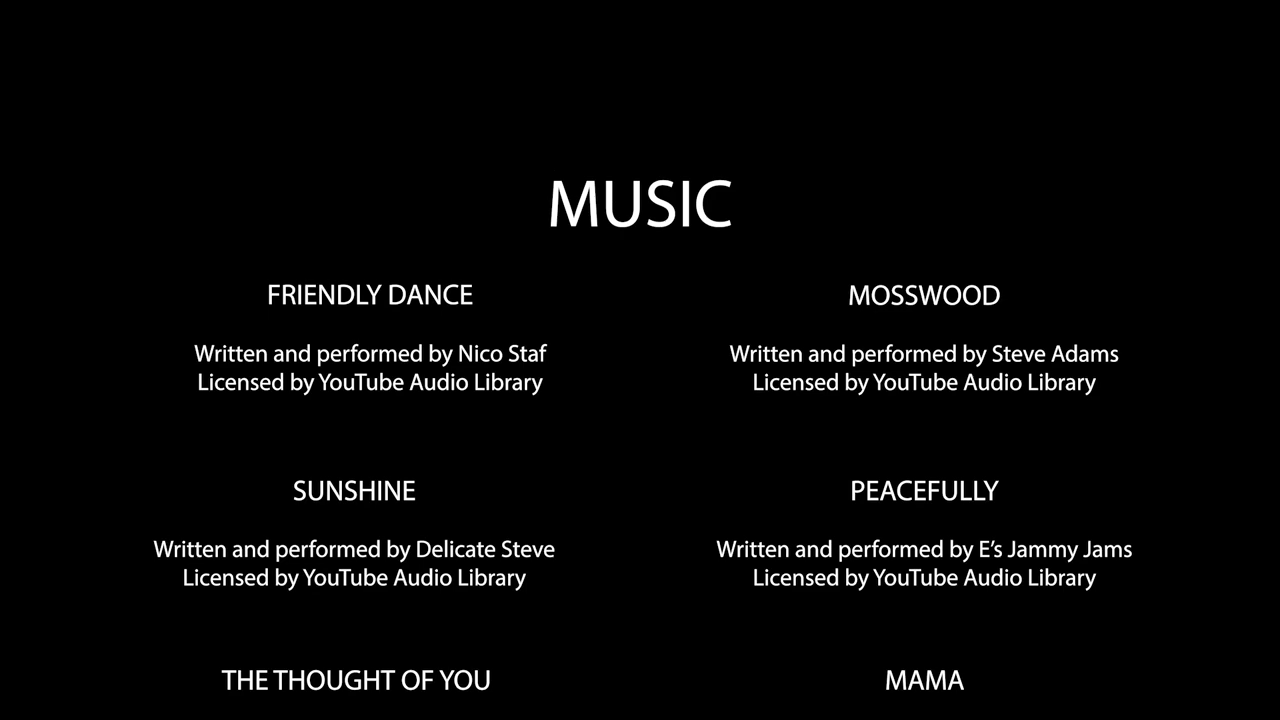 MUSIC
FRIENDLY DANCE
Written and performed by Nico Staf
Licensed by YouTube Audio Library
MOSSWOOD
Written and performed by Steve Adams
Licensed by YouTube Audio Library
SUNSHINE
Written and performed by Delicate Steve
Licensed by YouTube Audio Library
PEACEFULLY
Written and performed by E’s Jammy Jams
Licensed by YouTube Audio Library
THE THOUGHT OF YOU
MAMA